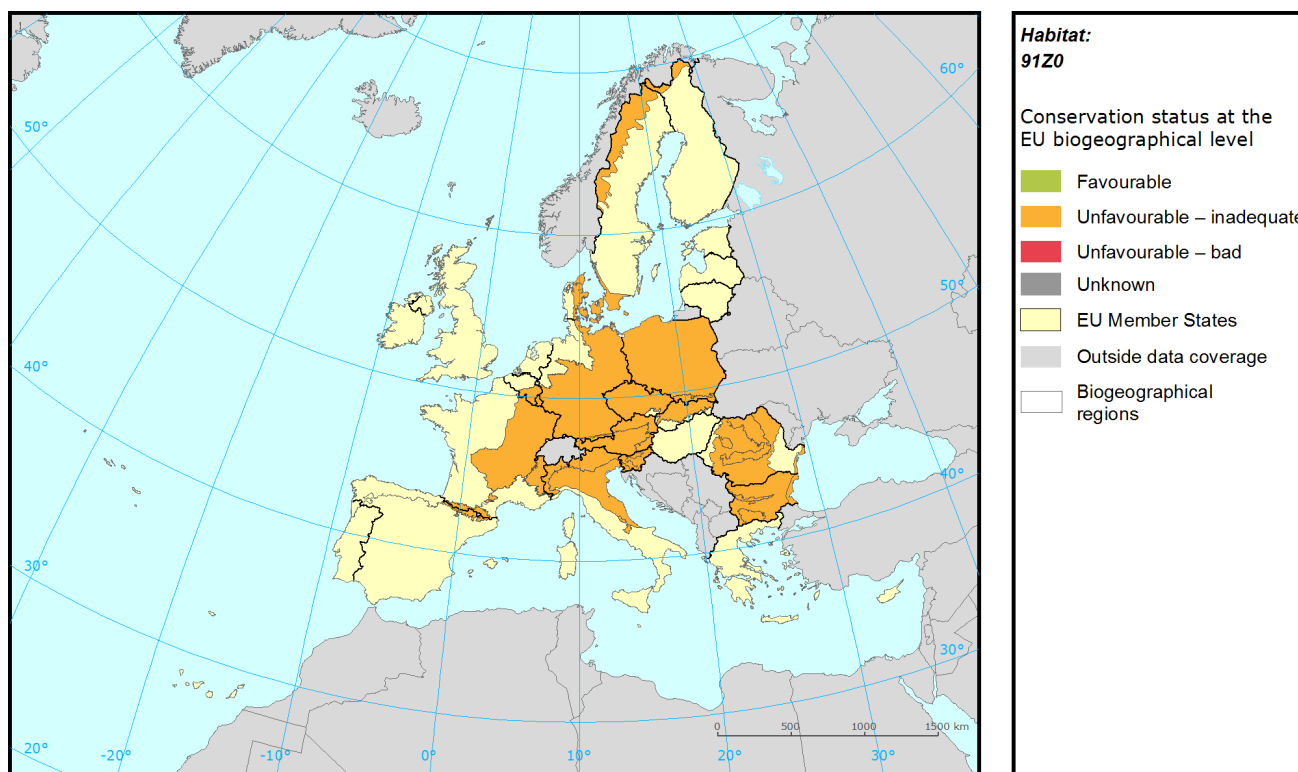 Habitat:
91Z0
Conservation status at the
EU biogeographical level
Favourable
Unfavourable – inadequate
Unfavourable – bad
Unknown
EU Member States
Outside data coverage
Biogeographical
regions
60°
50°
50°
40°
40°
30°
30°
20°
-20°
-10°
0°
10°
20°
30°
0 500 1000 1500 km